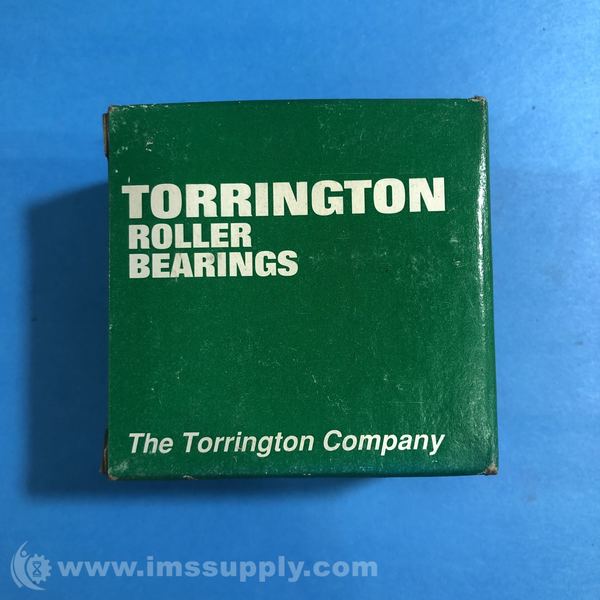 TORRINGTON
ROLLER
BEARINGS
The Torrington Company
www.imssupply.com